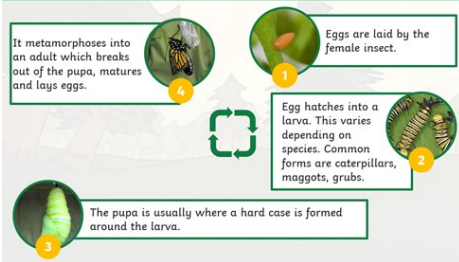 Eggs are laid by the
female insect.
1
Egg hatches into a
larva. This varies
depending on
species. Common
forms are caterpillars,
maggots, grubs.
2
The pupa is usually where a hard case is formed
around the larva.
3
It metamorphoses into
an adult which breaks
out of the pupa, matures
and lays eggs.
4